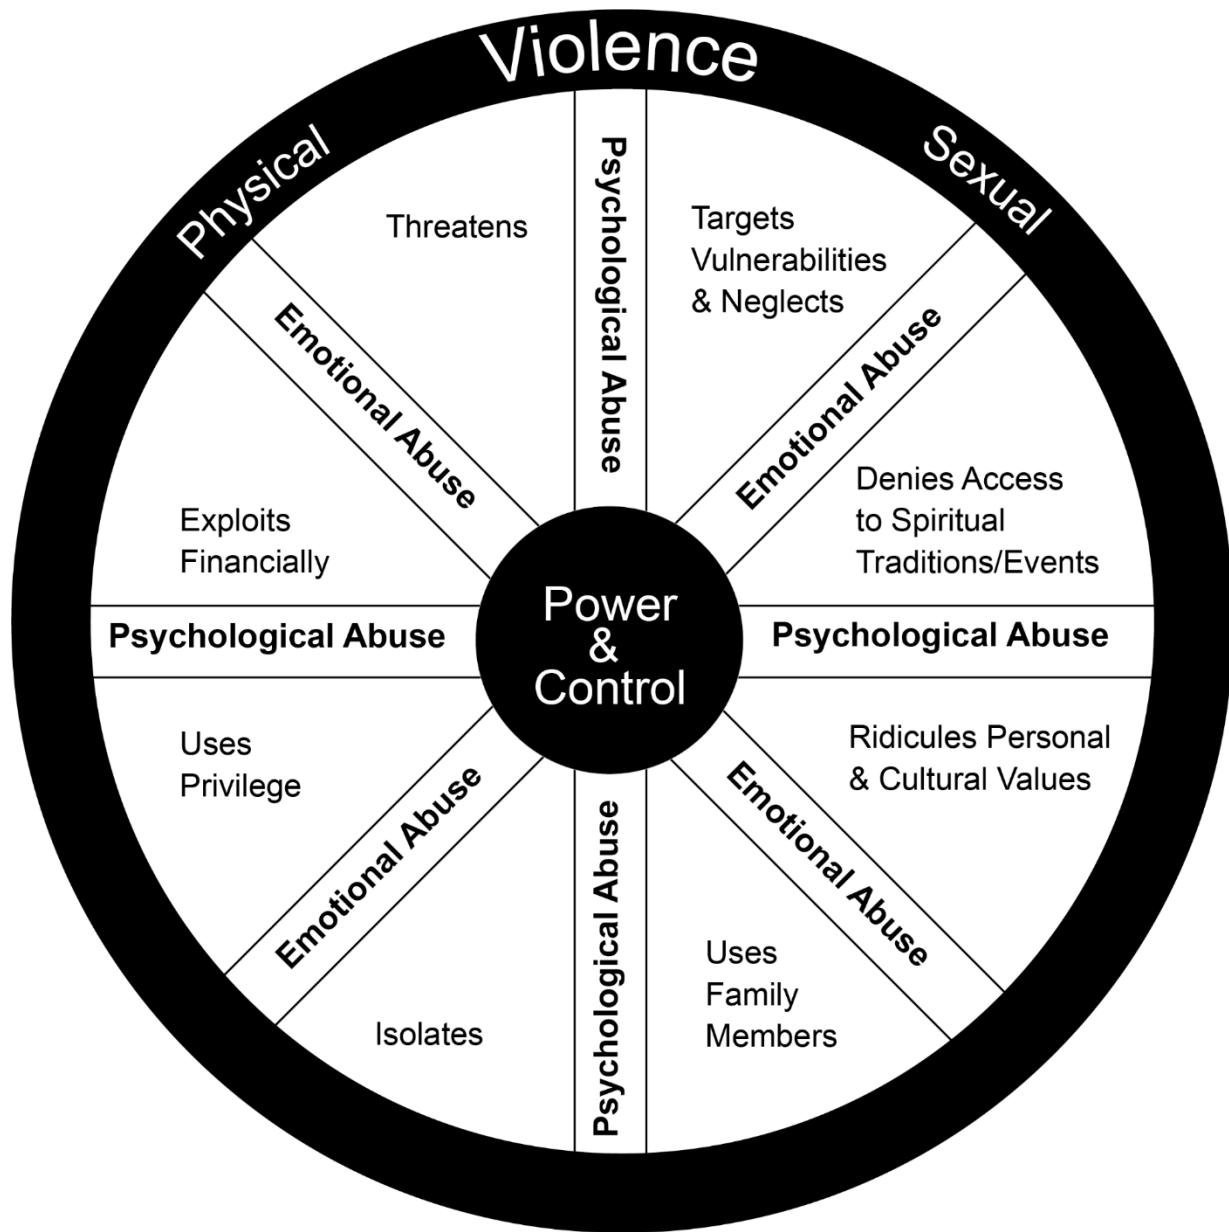 Violence
Physical
Sexual
Threatens
Psychological Abuse
Targets
Vulnerabilities
& Neglects
Emotional Abuse
Emotional Abuse
Exploits
Financially
Denies Access
to Spiritual
Traditions/Events
Psychological Abuse
Power
&
Control
Psychological Abuse
Uses
Privilege
Ridicules Personal
& Cultural Values
Emotional Abuse
Emotional Abuse
Isolates
Psychological Abuse
Uses
Family
Members